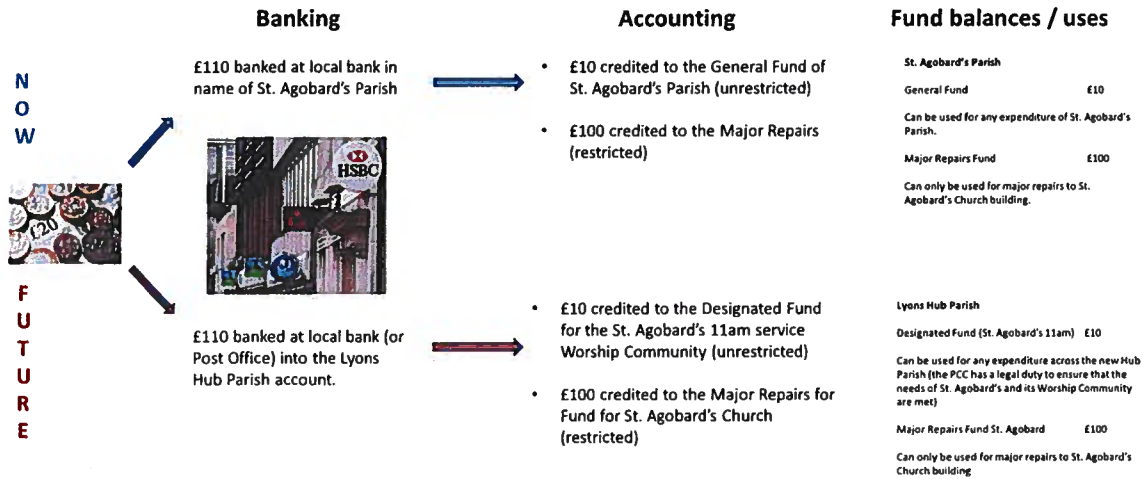 Banking
Accounting
Fund balances / uses
NOW
£110 banked at local bank in
name of St. Agobard's Parish
• £10 credited to the General Fund of
St. Agobard's Parish (unrestricted)
• £100 credited to the Major Repairs
(restricted)
St. Agobard's Parish
General Fund £10
Can be used for any expenditure of St. Agobard's
Parish.
Major Repairs Fund £100
Can only be used for major repairs to St.
Agobard's Church building.
HSBC
£20
FUTURE
£110 banked at local bank (or
Post Office) into the Lyons
Hub Parish account.
• £10 credited to the Designated Fund
for the St. Agobard's 11am service
Worship Community (unrestricted)
• £100 credited to the Major Repairs for
Fund for St. Agobard's Church
(restricted)
Lyons Hub Parish
Designated Fund (St. Agobard's 11am) £10
Can be used for any expenditure across the new Hub
Parish (the PCC has a legal duty to ensure that the
needs of St. Agobard's and its Worship Community
are met)
Major Repairs Fund St. Agobard £100
Can only be used for major repairs to St. Agobard's
Church building